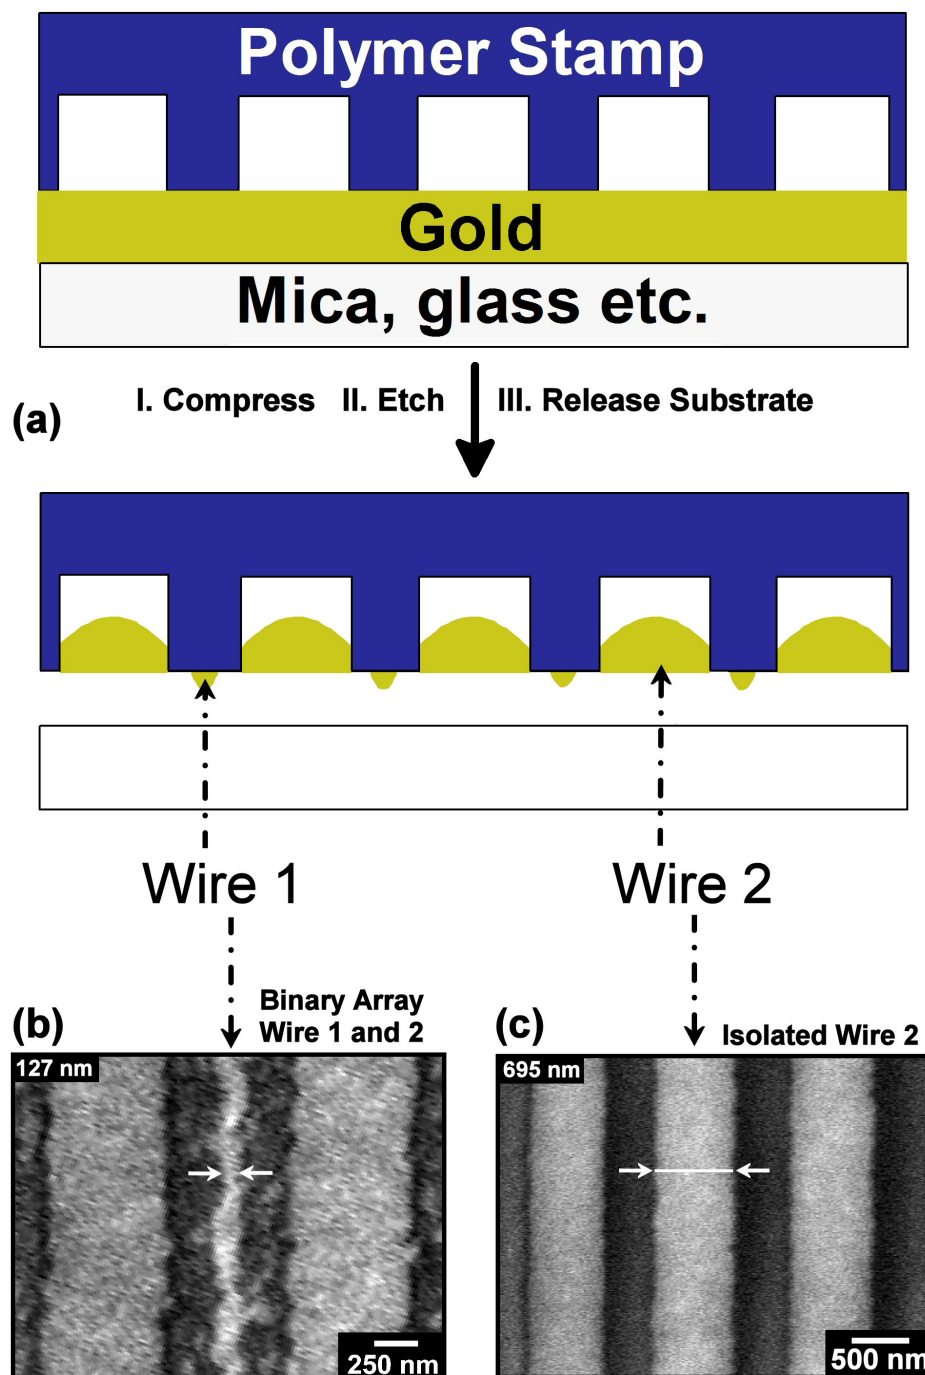 Polymer Stamp
Gold
Mica, glass etc.
I. Compress II. Etch III. Release Substrate
(a)
Wire 1
Wire 2
(b)
Binary Array
Wire 1 and 2
127 nm
250 nm
(c)
Isolated Wire 2
695 nm
500 nm